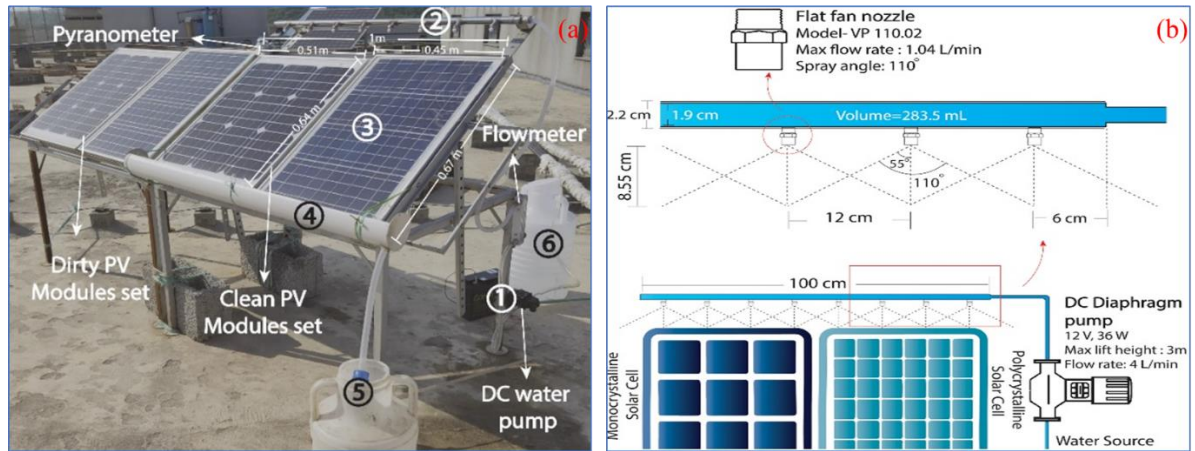 (a)
②
Pyranometer
1m
0.51m
0.45 m
③
0.64 m
Flowmeter
0.67m
④
⑥
①
Dirty PV
Modules set
Clean PV
Modules set
⑤
DC water
pump
(b)
Flat fan nozzle
Model- VP 110.02
Max flow rate : 1.04 L/min
Spray angle: 110°
2.2 cm
1.9 cm
Volume=283.5 mL
8.55 cm
55°
110°
12 cm
6 cm
100 cm
DC Diaphragm
pump
12 V, 36 W
Max lift height : 3m
Flow rate: 4 L/min
Monocrystalline
Solar Cell
Polycrystalline
Solar Cell
Water Source